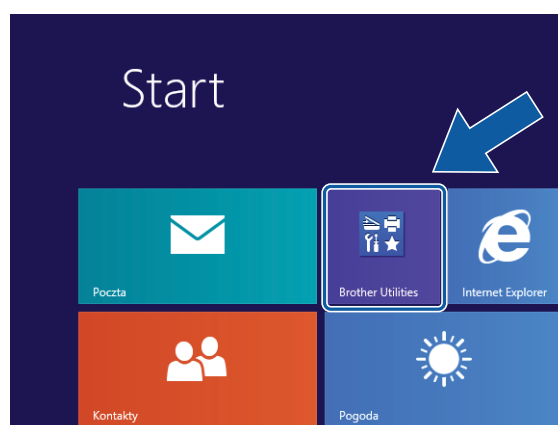 Start
Poczta
Brother Utilities
Internet Explorer
Kontakty
Pogoda